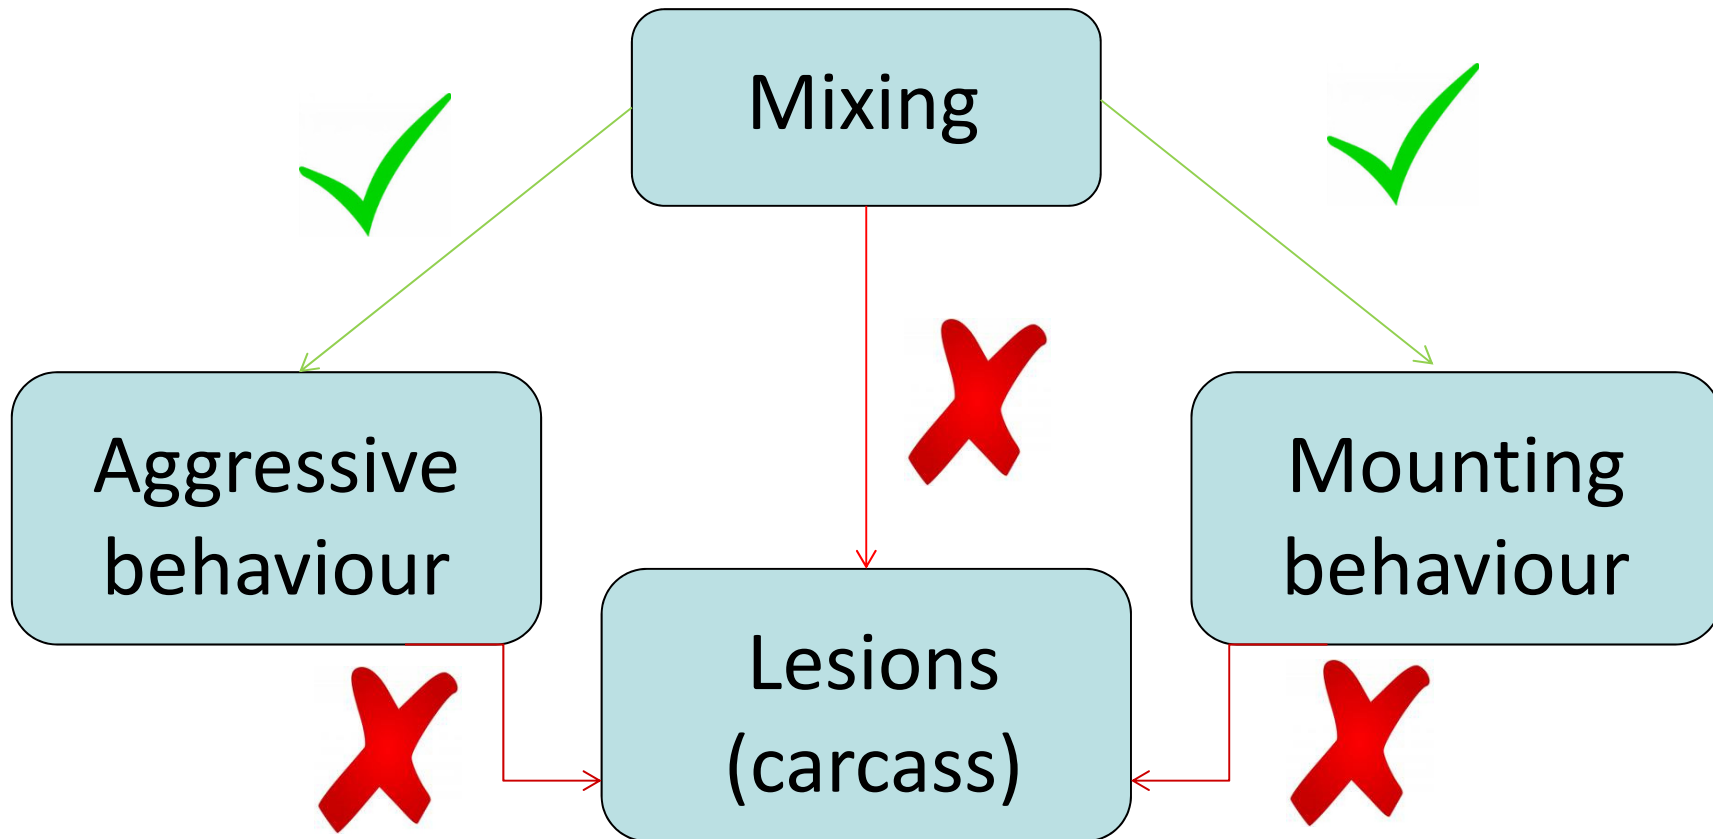 Mixing
Aggressive
behaviour
Mounting
behaviour
Lesions
(carcass)